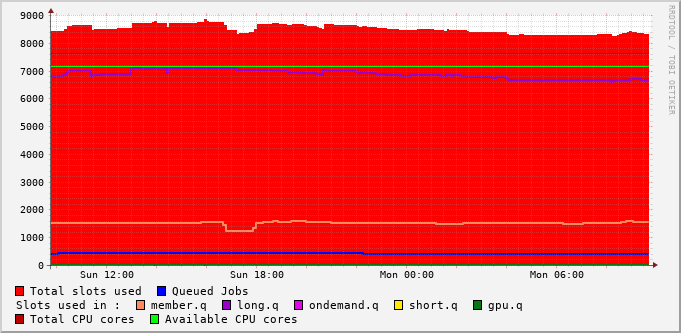 9000
8000
7000
6000
5000
4000
3000
2000
1000
0
Sun 12:00 Sun 18:00 Mon 00:00 Mon 06:00
RRDTOOL / TOBI OETIKER
Total slots used Queued Jobs
Slots used in : member.q long.q ondemand.q short.q gpu.q
Total CPU cores Available CPU cores